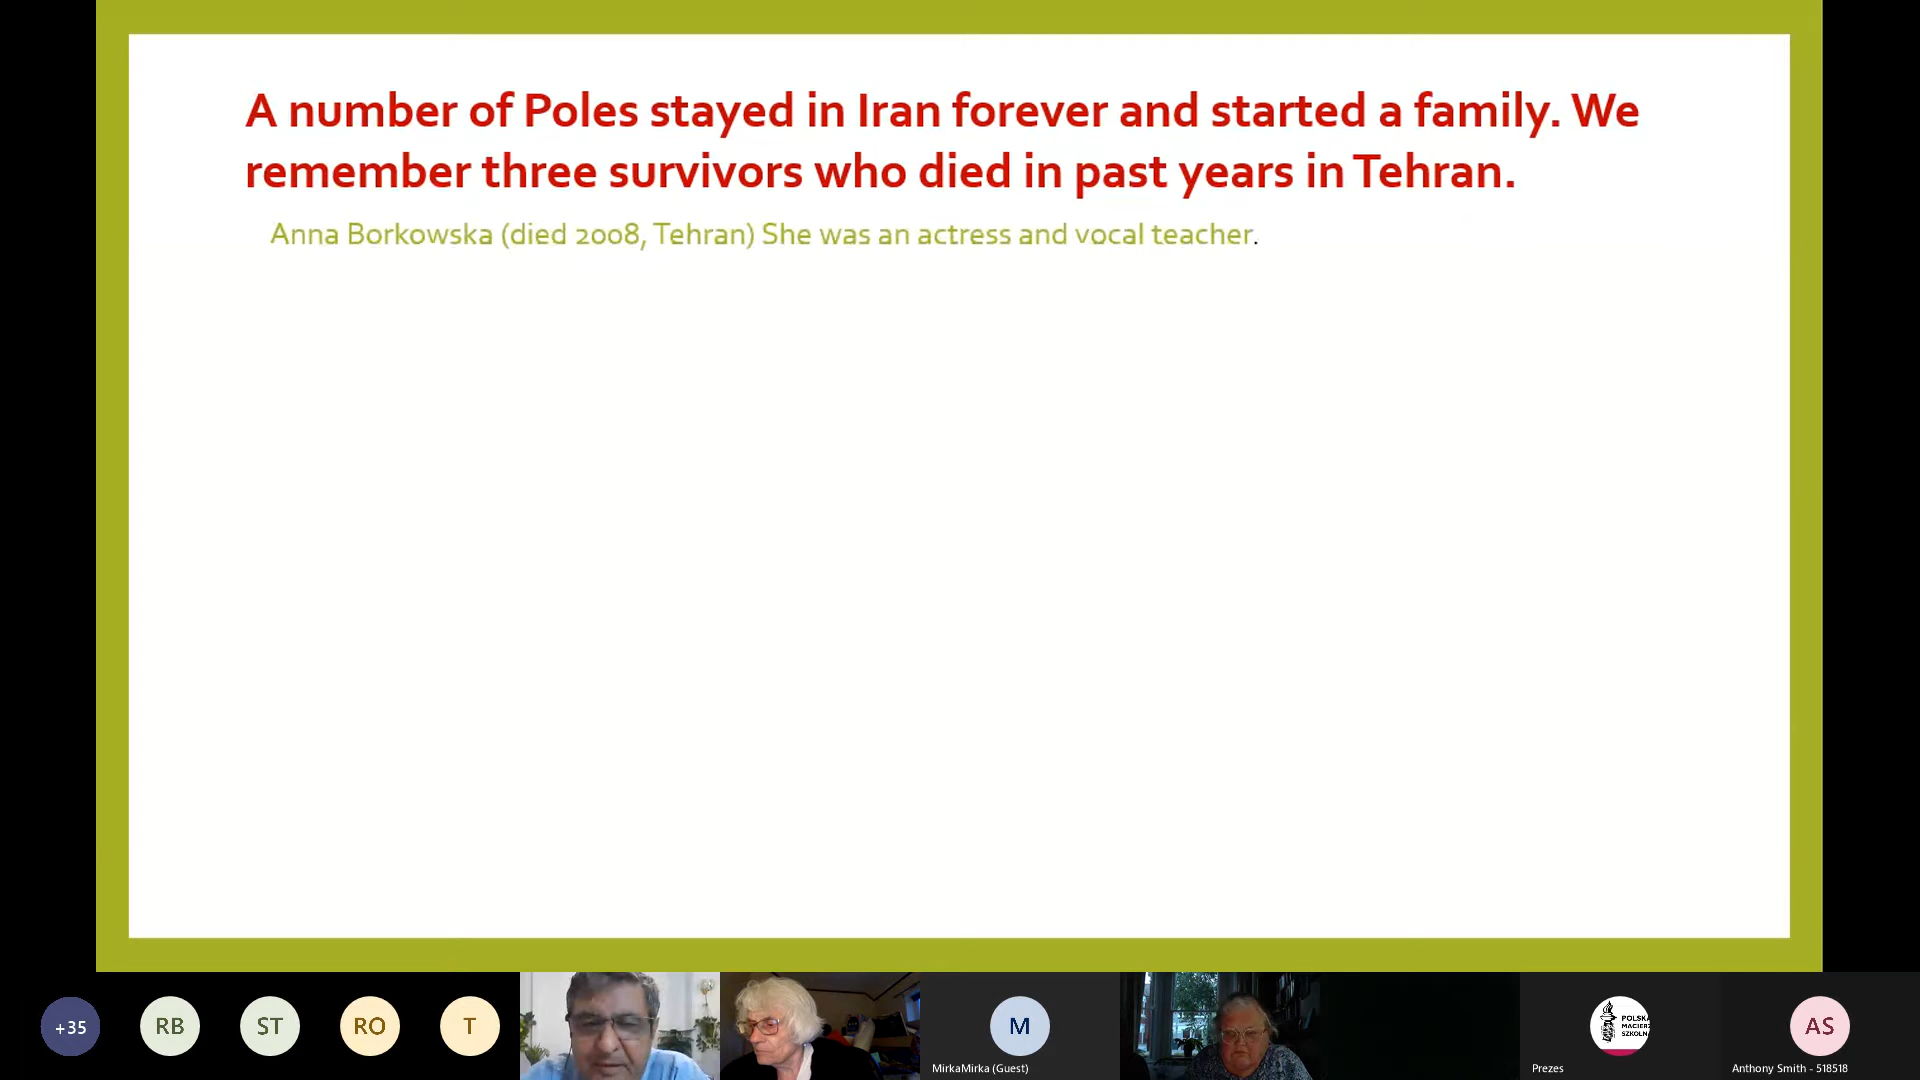 A number of Poles stayed in Iran forever and started a family. We
remember three survivors who died in past years in Tehran.
Anna Borkowska (died 2008, Tehran) She was an actress and vocal teacher.
+35
RB
ST
RO
T
M
MirkaMirka (Guest)
POLSKA
MACIERZ
SZKOLNA
Prezes
AS
Anthony Smith - 518518